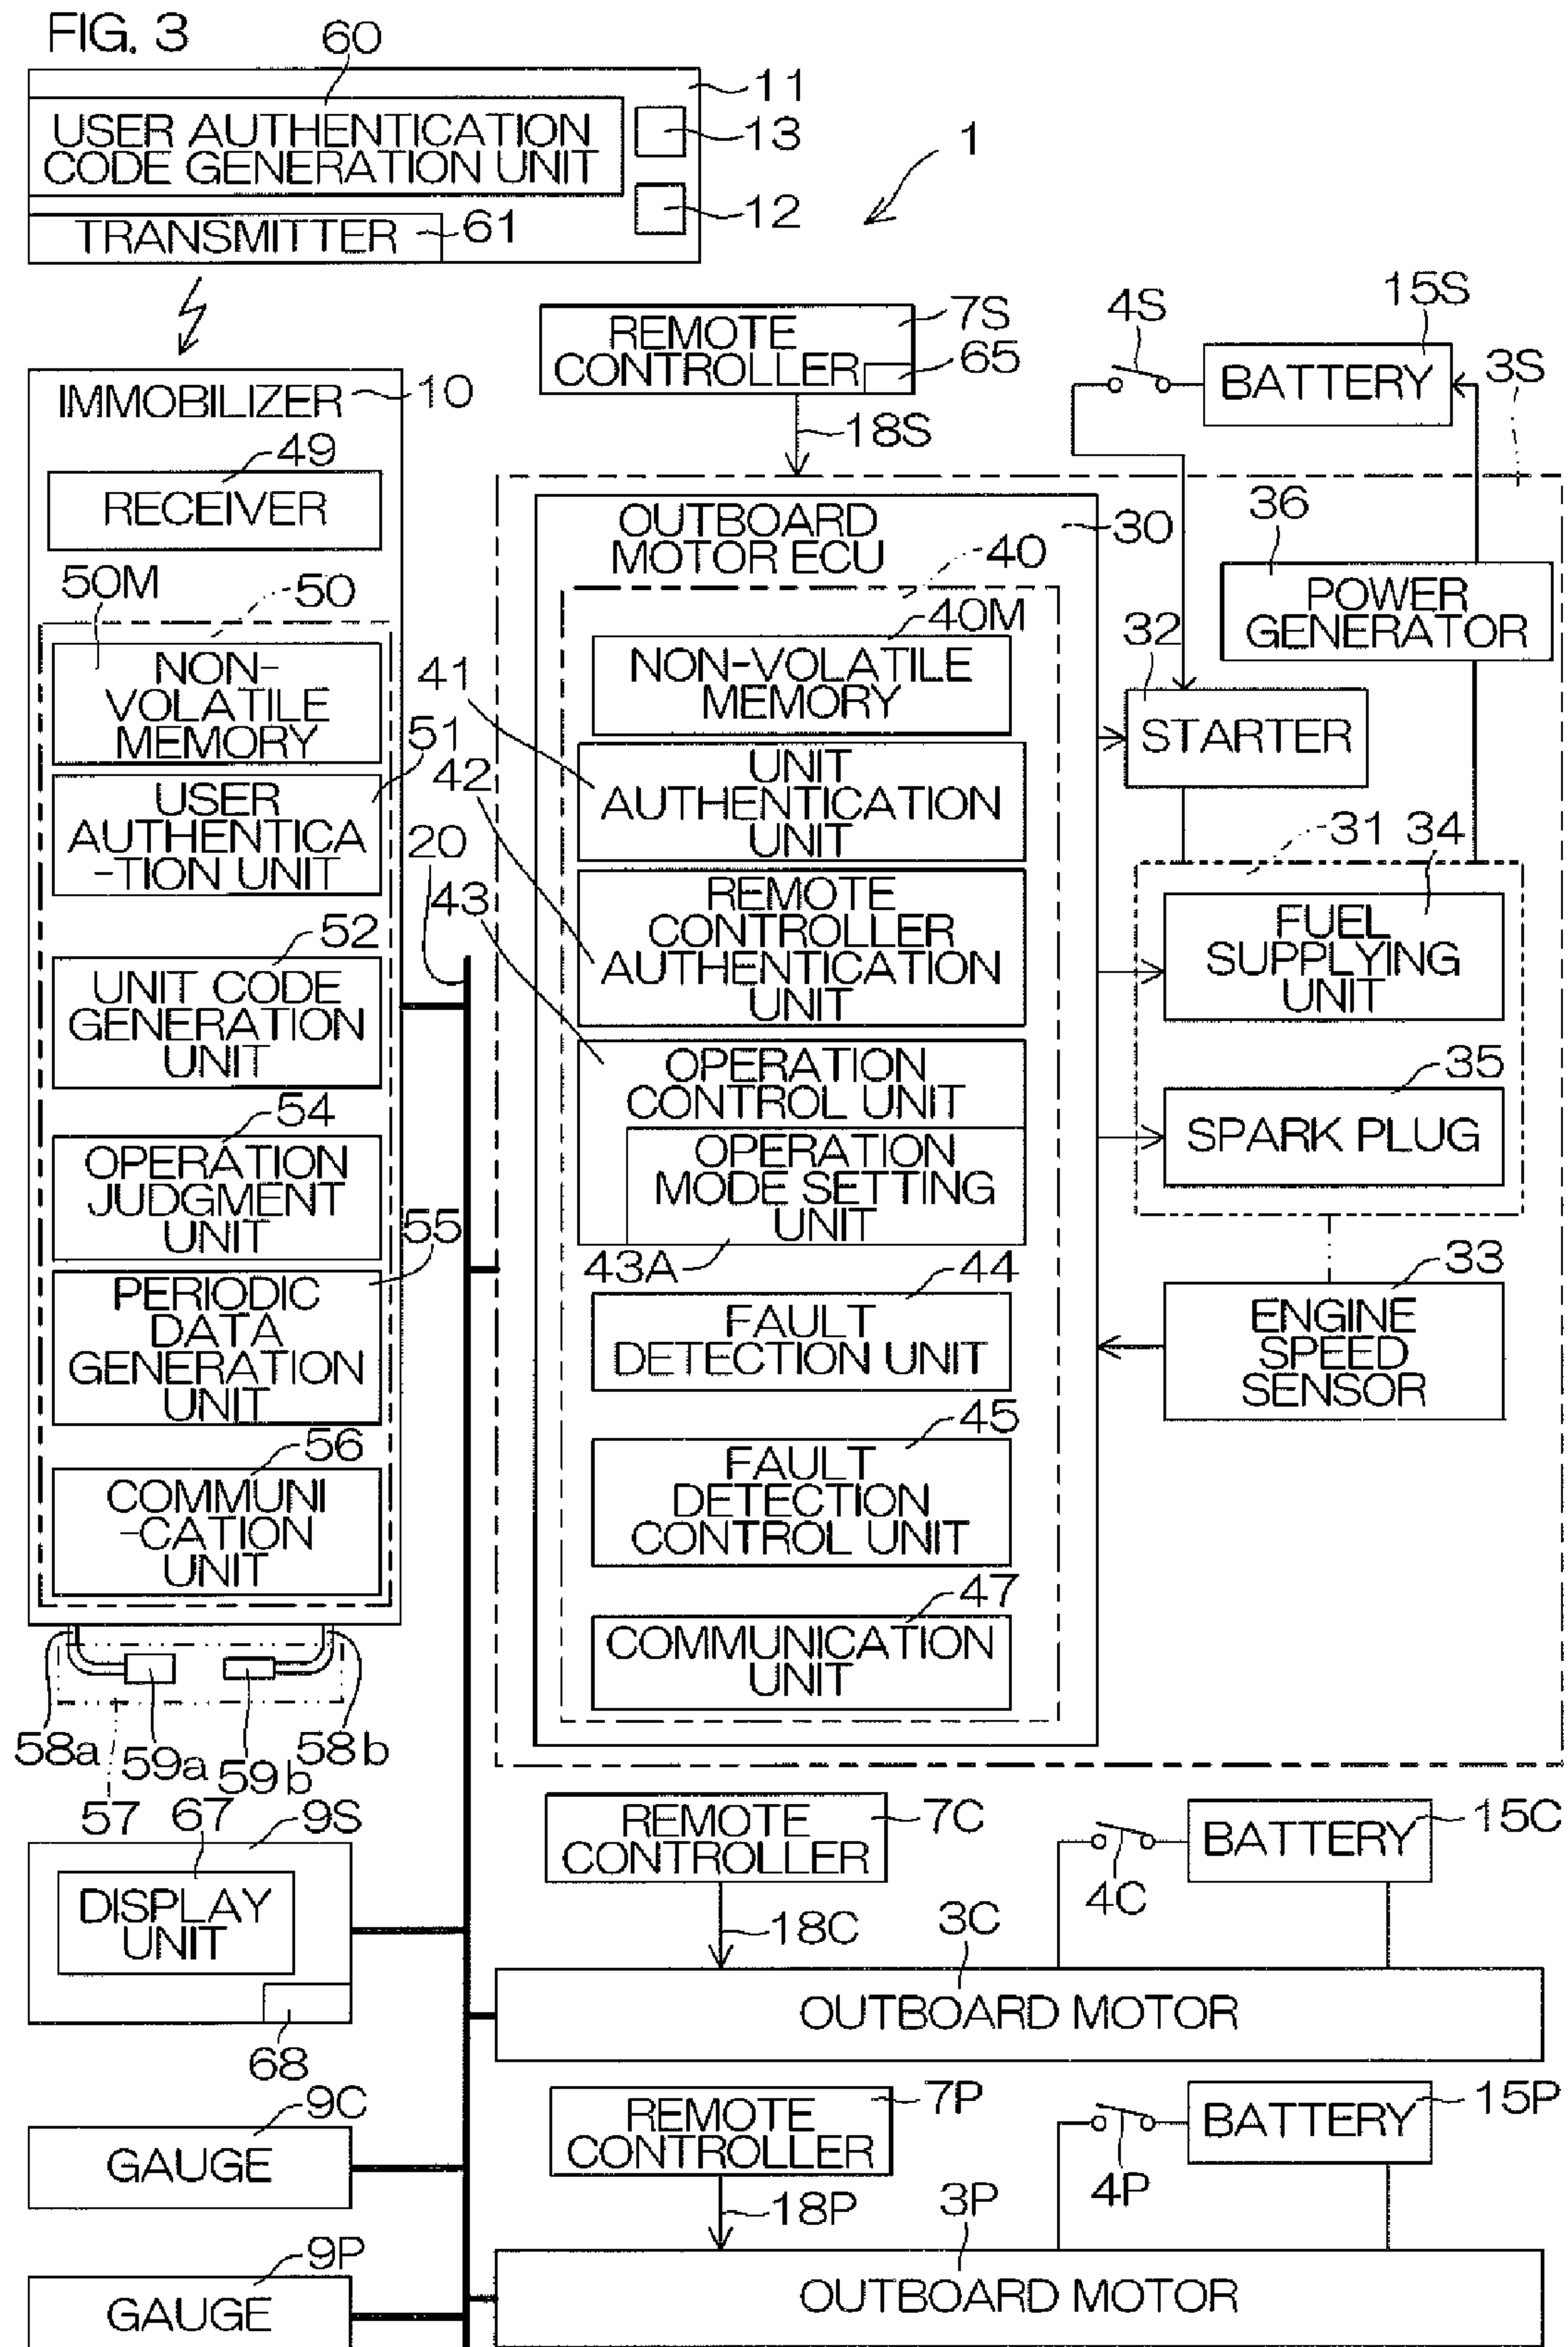 FIG. 3
60
11
USER AUTHENTICATION
CODE GENERATION UNIT
13
12
TRANSMITTER
61
1
IMMOBILIZER
10
49
RECEIVER
50M
50
NON-
VOLATILE
MEMORY
51
USER
AUTHENTICA
-TION UNIT
52
UNIT CODE
GENERATION
UNIT
54
OPERATION
JUDGMENT
UNIT
55
PERIODIC
DATA
GENERATION
UNIT
56
COMMUNI
-CATION
UNIT
58a
59a
59b
58b
57
REMOTE
CONTROLLER
7S
65
18S
4S
15S
BATTERY
3S
OUTBOARD
MOTOR ECU
30
40
40M
NON-VOLATILE
MEMORY
41
UNIT
AUTHENTICATION
UNIT
42
REMOTE
CONTROLLER
AUTHENTICATION
UNIT
20
43
OPERATION
CONTROL UNIT
OPERATION
MODE SETTING
UNIT
43A
44
FAULT
DETECTION UNIT
45
FAULT
DETECTION
CONTROL UNIT
47
COMMUNICATION
UNIT
36
POWER
GENERATOR
32
STARTER
31
34
FUEL
SUPPLYING
UNIT
35
SPARK PLUG
33
ENGINE
SPEED
SENSOR
67
9S
DISPLAY
UNIT
68
9C
GAUGE
9P
GAUGE
REMOTE
CONTROLLER
7C
18C
4C
BATTERY
15C
3C
OUTBOARD MOTOR
REMOTE
CONTROLLER
7P
18P
4P
BATTERY
15P
3P
OUTBOARD MOTOR